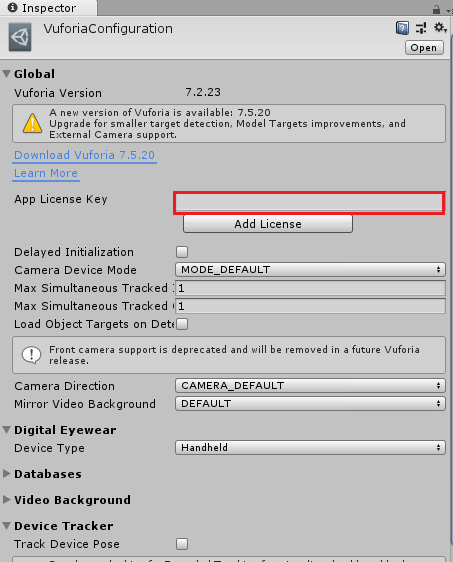 Inspector
VuforiaConfiguration
Open
Global
Vuforia Version 7.2.23
A new version of Vuforia is available: 7.5.20
Upgrade for smaller target detection, Model Targets improvements, and
External Camera support.
Download Vuforia 7.5.20
Learn More
App License Key
Add License
Delayed Initialization
Camera Device Mode MODE_DEFAULT
Max Simultaneous Tracked 1
Max Simultaneous Tracked 1
Load Object Targets on Dete
Front camera support is deprecated and will be removed in a future Vuforia
release.
Camera Direction CAMERA_DEFAULT
Mirror Video Background DEFAULT
Digital Eyewear
Device Type Handheld
Databases
Video Background
Device Tracker
Track Device Pose